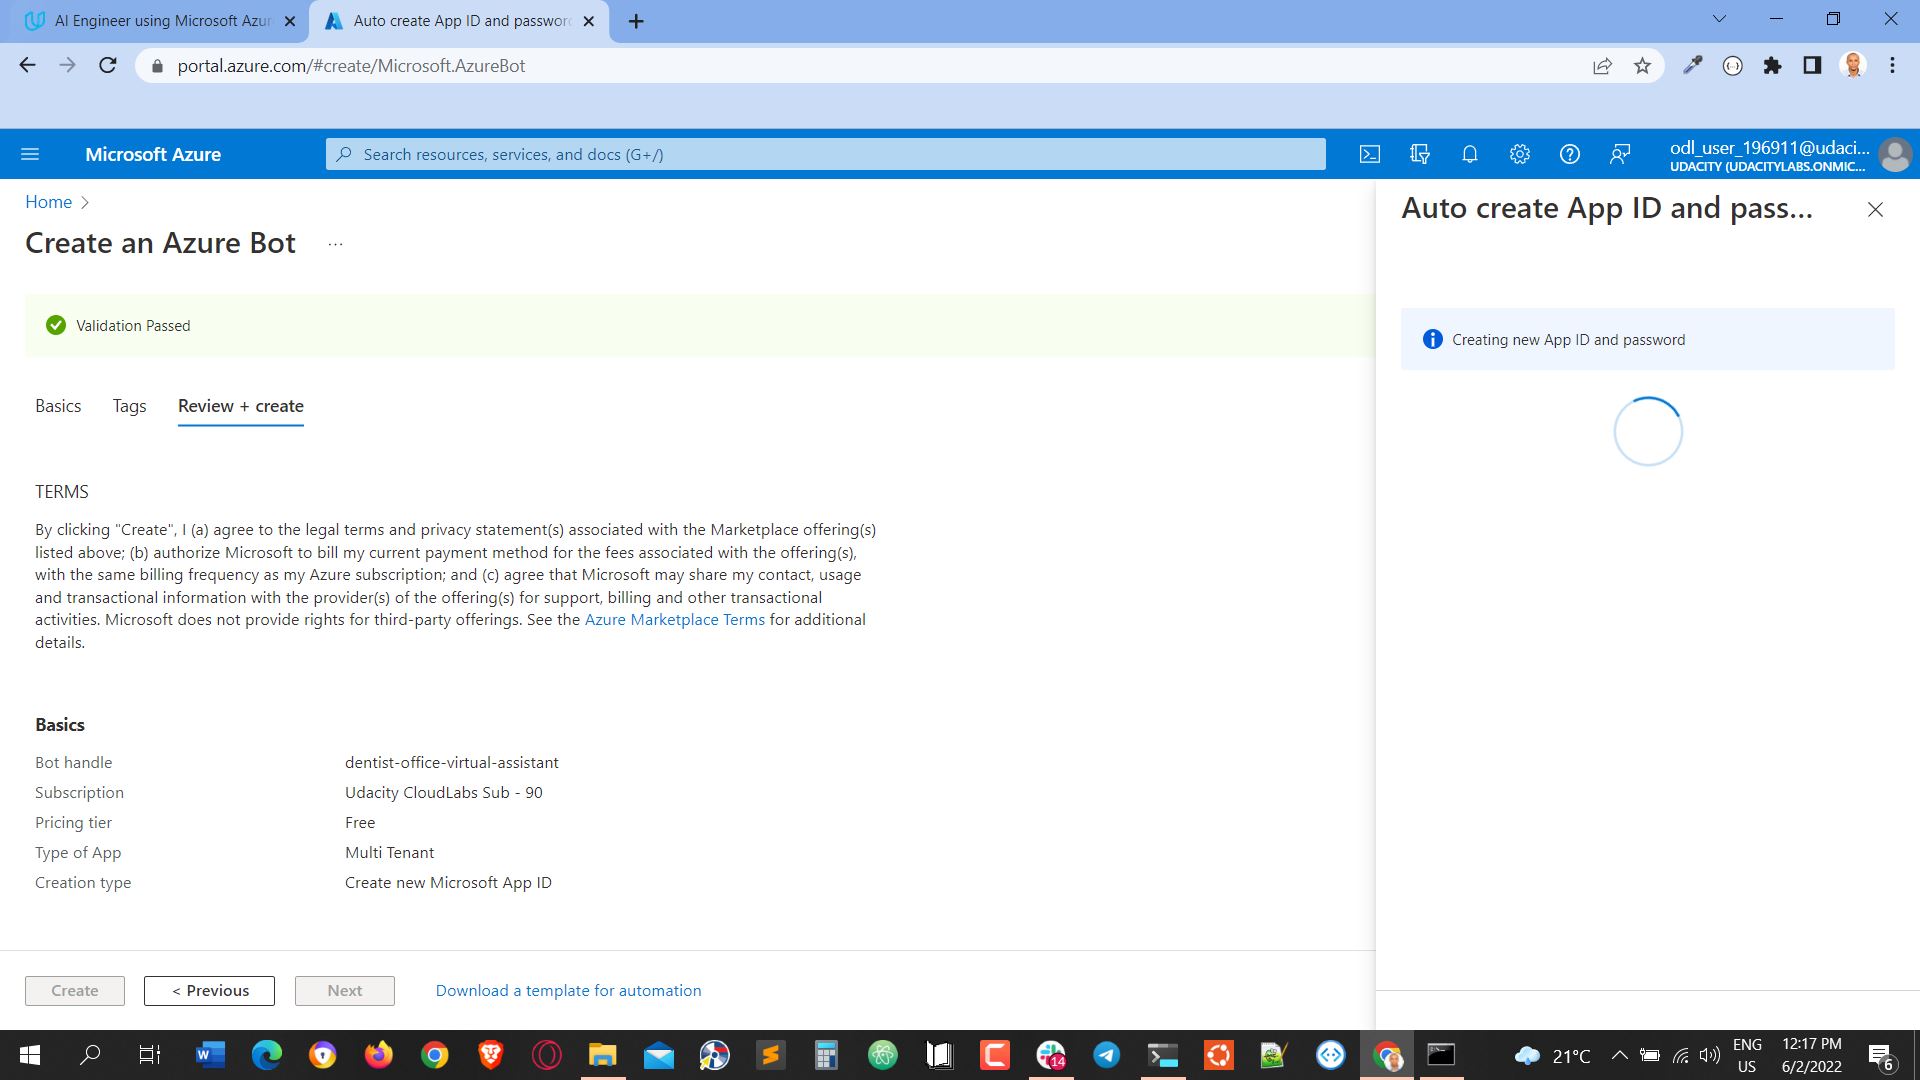 AI Engineer using Microsoft Azur
Auto create App ID and password
portal.azure.com/#create/Microsoft.AzureBot
Microsoft Azure
Search resources, services, and docs (G+/)
odl_user_196911@udaci...
UDACITY (UDACITYLABS.ONMIC...
Home
Create an Azure Bot
...
Validation Passed
Basics
Tags
Review + create
TERMS
By clicking "Create", I (a) agree to the legal terms and privacy statement(s) associated with the Marketplace offering(s)
listed above; (b) authorize Microsoft to bill my current payment method for the fees associated with the offering(s),
with the same billing frequency as my Azure subscription; and (c) agree that Microsoft may share my contact, usage
and transactional information with the provider(s) of the offering(s) for support, billing and other transactional
activities. Microsoft does not provide rights for third-party offerings. See the Azure Marketplace Terms for additional
details.
Basics
Bot handle dentist-office-virtual-assistant
Subscription Udacity CloudLabs Sub - 90
Pricing tier Free
Type of App Multi Tenant
Creation type Create new Microsoft App ID
Create
< Previous
Next
Download a template for automation
Auto create App ID and pass...
Creating new App ID and password
14
21°C
ENG
US
12:17 PM
6/2/2022
6